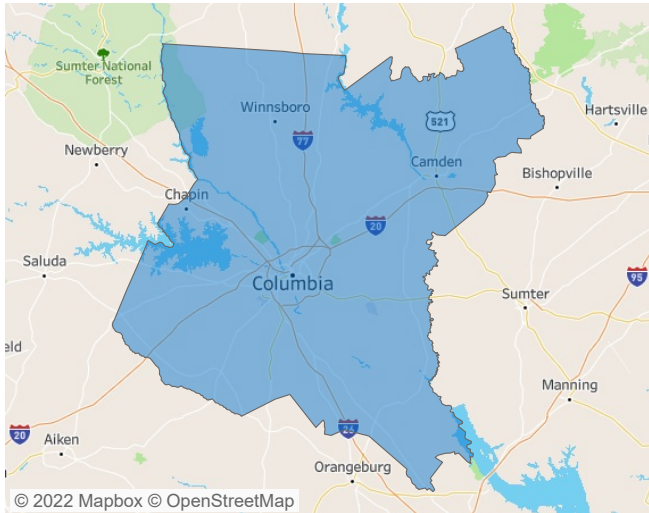 Sumter National
Forest
Winnsboro
521
Hartsville
77
Newberry
Camden
Bishopville
Chapin
20
Saluda
95
Columbia
Sumter
eld
Manning
20
26
Aiken
Orangeburg
© 2022 Mapbox © OpenStreetMap